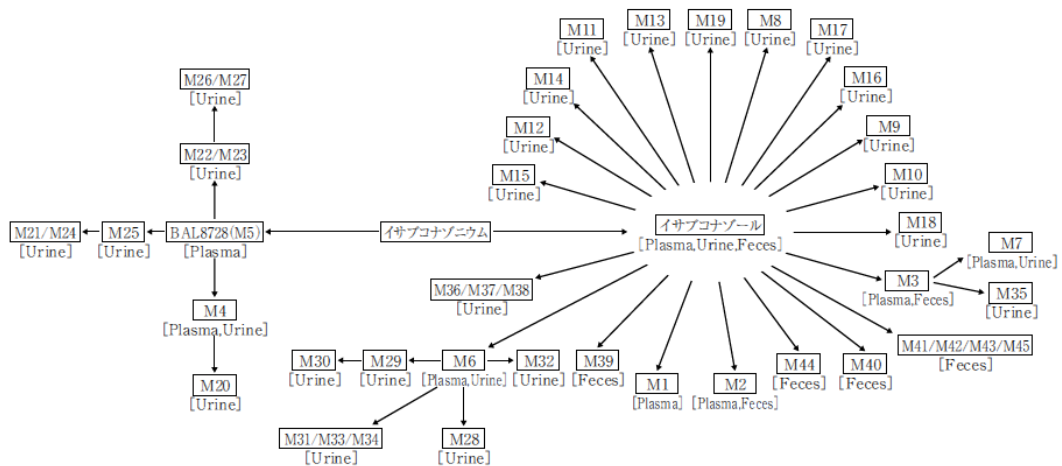 M11
[Urine]
M13
[Urine]
M19
[Urine]
M8
[Urine]
M17
[Urine]
M26/M27
[Urine]
M14
[Urine]
M16
[Urine]
M12
[Urine]
M9
[Urine]
M22/M23
[Urine]
M15
[Urine]
M10
[Urine]
M21/M24
[Urine]
M25
[Urine]
BAL8728(M5)
[Plasma]
イサブコナゾニウム
イサブコナゾール
[Plasma,Urine,Feces]
M18
[Urine]
M7
[Plasma,Urine]
M36/M37/M38
[Urine]
M3
[Plasma,Feces]
M35
[Urine]
M4
[Plasma,Urine]
M41/M42/M43/M45
[Feces]
M30
[Urine]
M29
[Urine]
M6
[Plasma,Urine]
M32
[Urine]
M39
[Feces]
M44
[Feces]
M40
[Feces]
M20
[Urine]
M1
[Plasma]
M2
[Plasma,Feces]
M31/M33/M34
[Urine]
M28
[Urine]